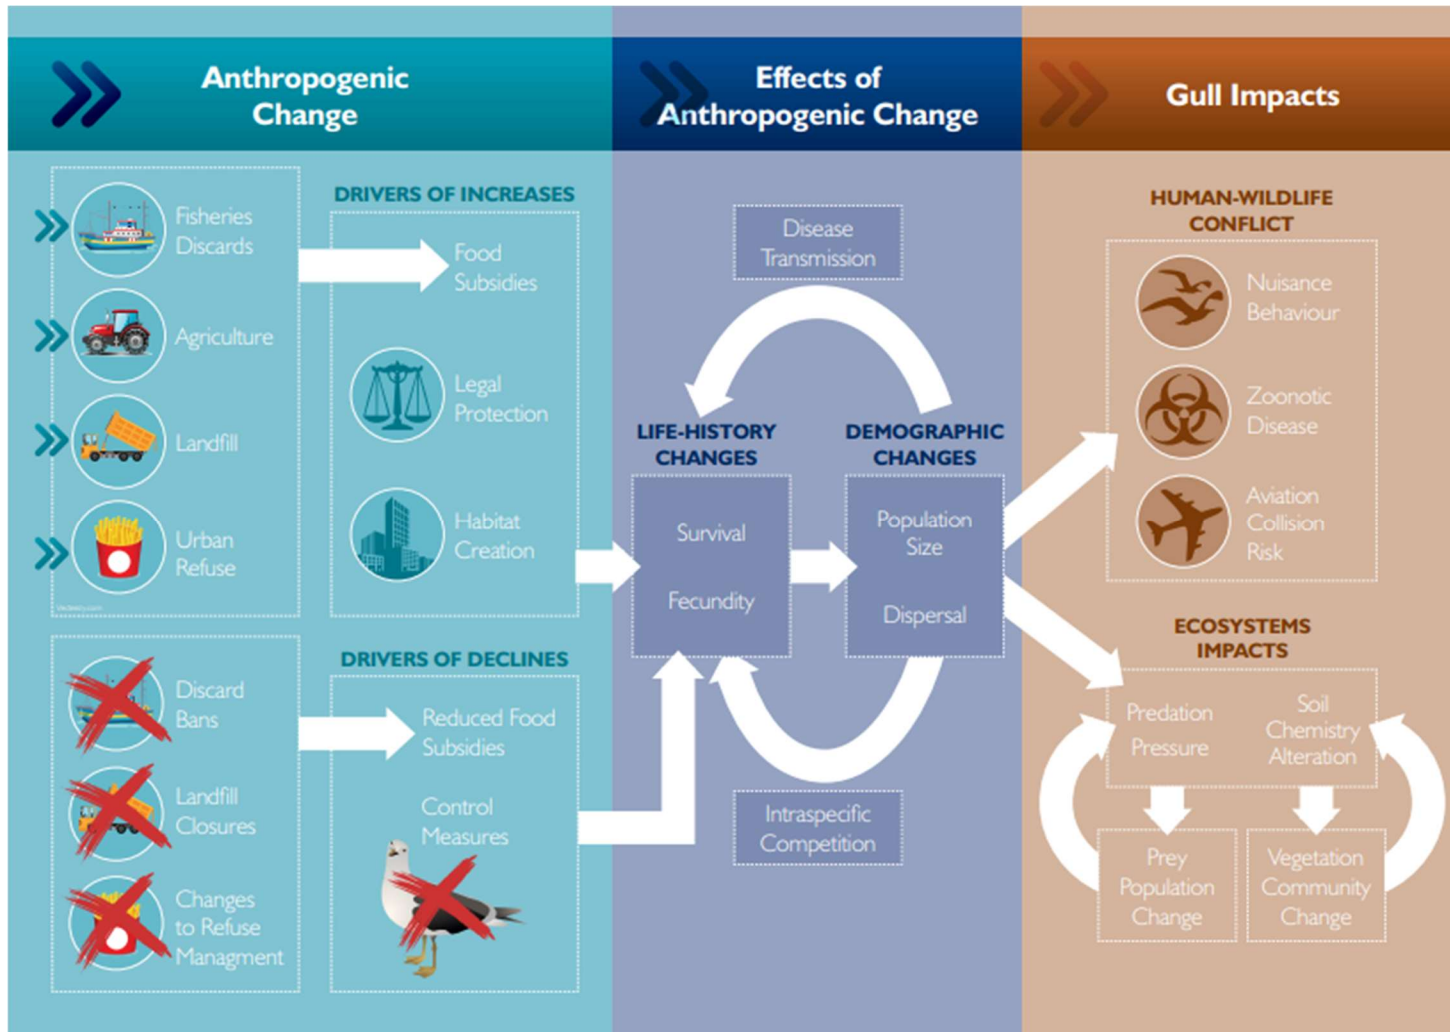 Anthropogenic
Change
Fisheries
Discards
Agriculture
Landfill
Urban
Refuse
Vecteezy.com
DRIVERS OF INCREASES
Food
Subsidies
Legal
Protection
Habitat
Creation
Discard
Bans
Landfill
Closures
Changes
to Refuse
Managment
DRIVERS OF DECLINES
Reduced Food
Subsidies
Control
Measures
Effects of
Anthropogenic Change
Disease
Transmission
LIFE-HISTORY
CHANGES
Survival
Fecundity
DEMOGRAPHIC
CHANGES
Population
Size
Dispersal
Intraspecific
Competition
Gull Impacts
HUMAN-WILDLIFE
CONFLICT
Nuisance
Behaviour
Zoonotic
Disease
Aviation
Collision
Risk
ECOSYSTEMS
IMPACTS
Predation
Pressure
Soil
Chemistry
Alteration
Prey
Population
Change
Vegetation
Community
Change